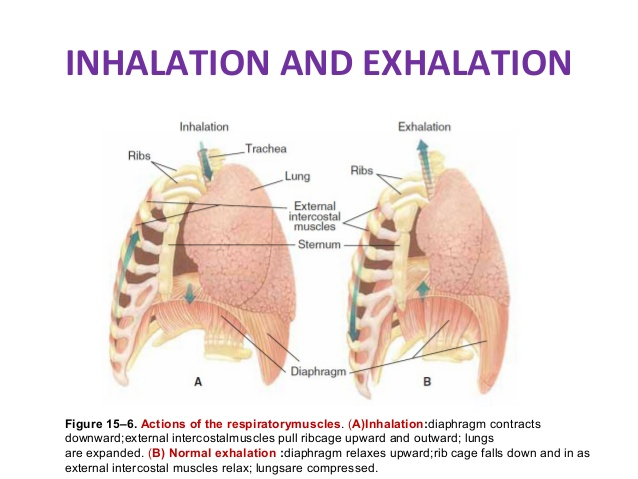 INHALATION AND EXHALATION
Inhalation
Exhalation
Ribs
Trachea
Lung
Ribs
External
intercostal
muscles
Sternum
Diaphragm
A
B
Figure 15–6. Actions of the respiratorymuscles. (A)Inhalation:diaphragm contracts
downward;external intercostalmuscles pull ribcage upward and outward; lungs
are expanded. (B) Normal exhalation :diaphragm relaxes upward;rib cage falls down and in as
external intercostal muscles relax; lungsare compressed.